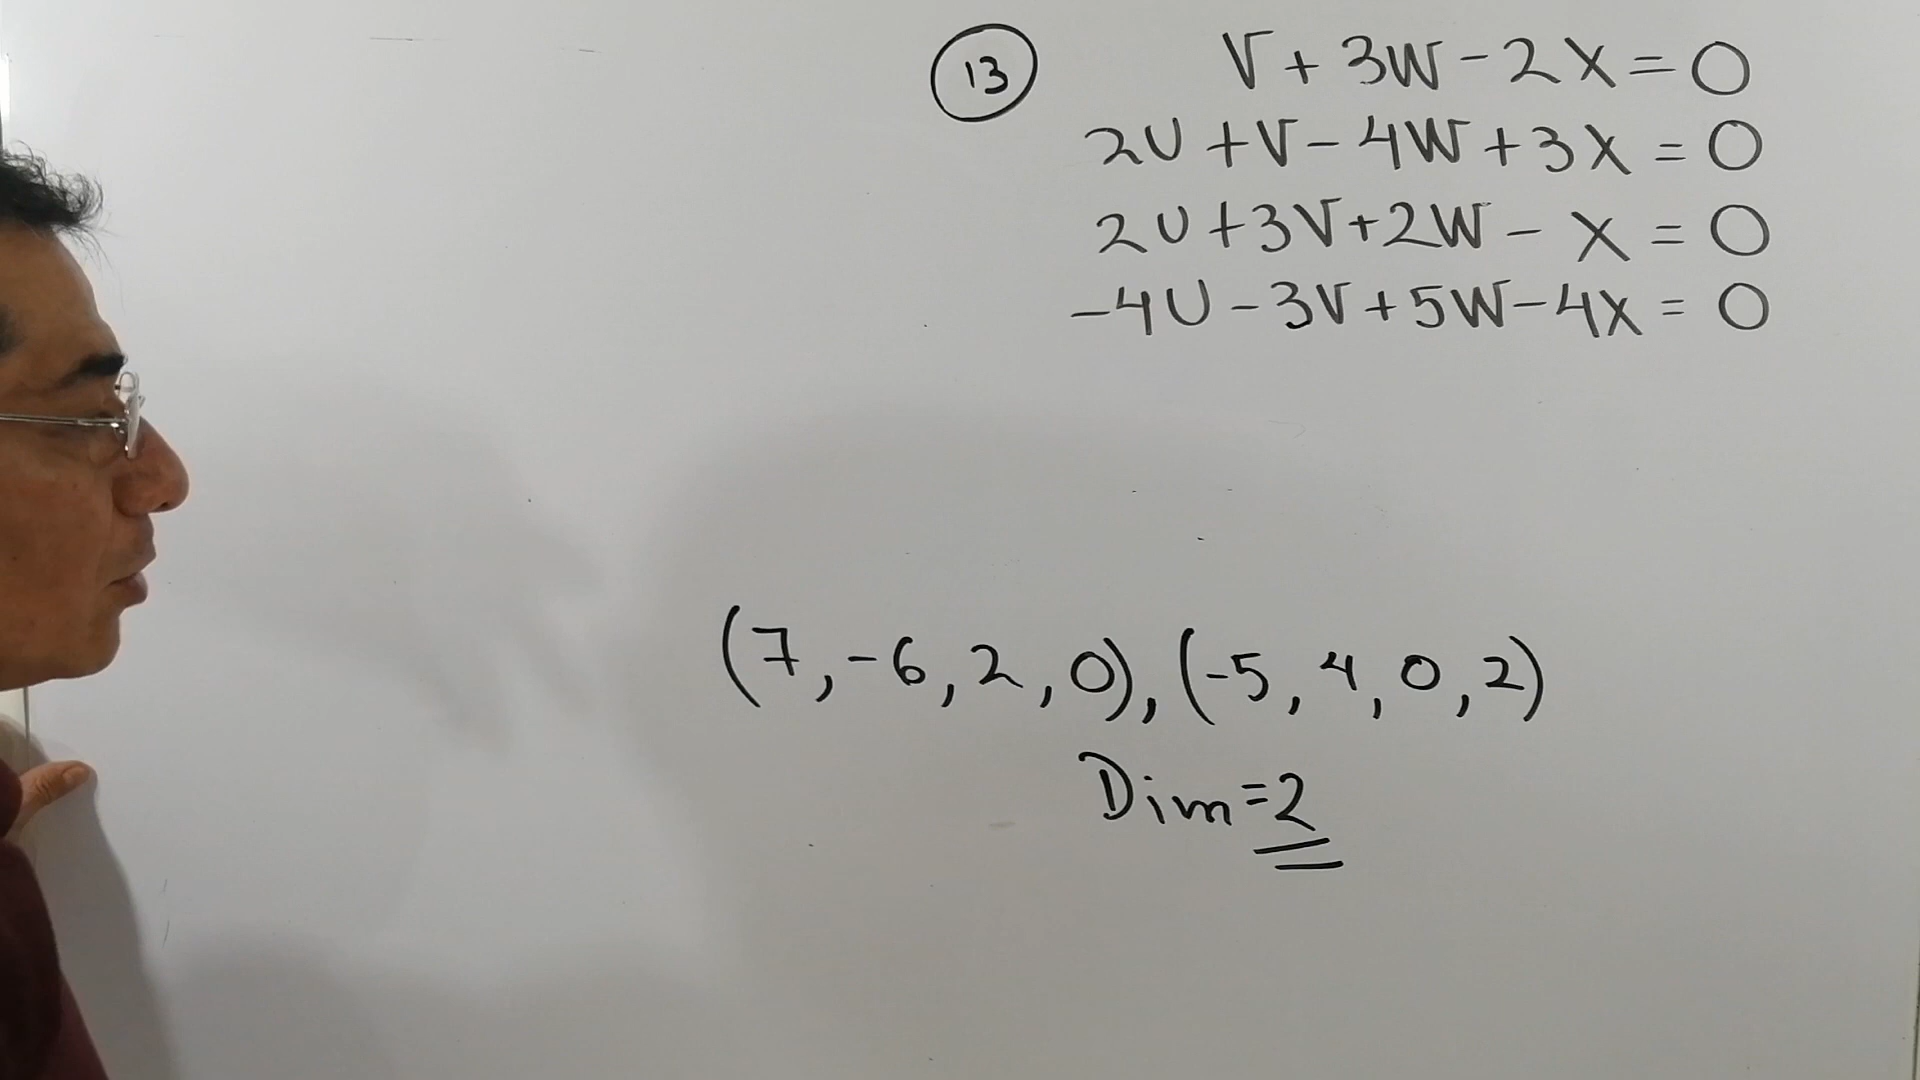 13
V + 3W - 2X = 0
2U + V - 4W + 3X = 0
2U + 3V + 2W - X = 0
-4U - 3V + 5W - 4X = 0
(7, -6, 2, 0), (-5, 4, 0, 2)
Dim = 2